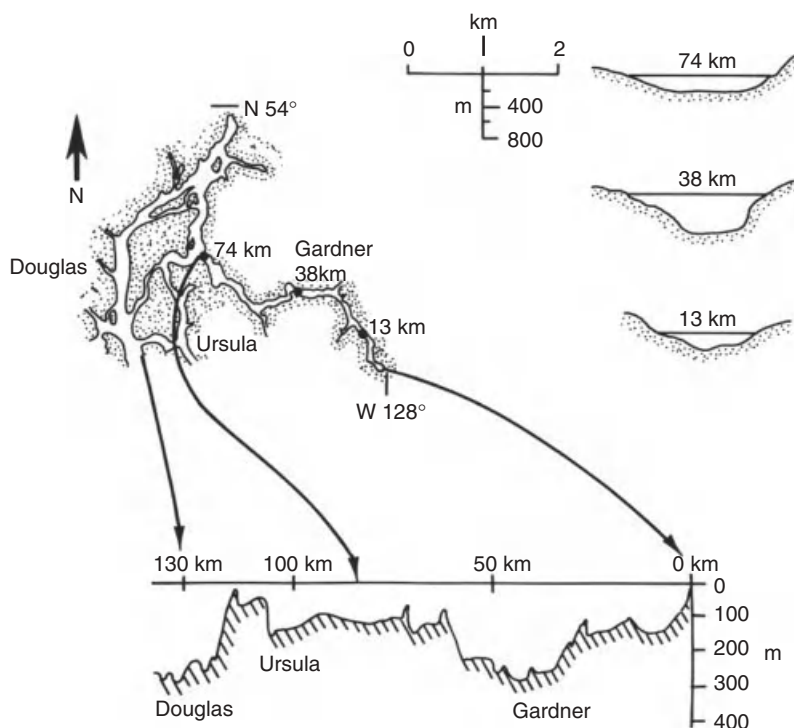 km
0 1 2
m 400
800
74 km
38 km
13 km
N 54°
N
Douglas
74 km
Gardner
38km
13 km
Ursula
W 128°
130 km 100 km 50 km 0 km
0
100
200
m
300
400
Ursula
Douglas
Gardner